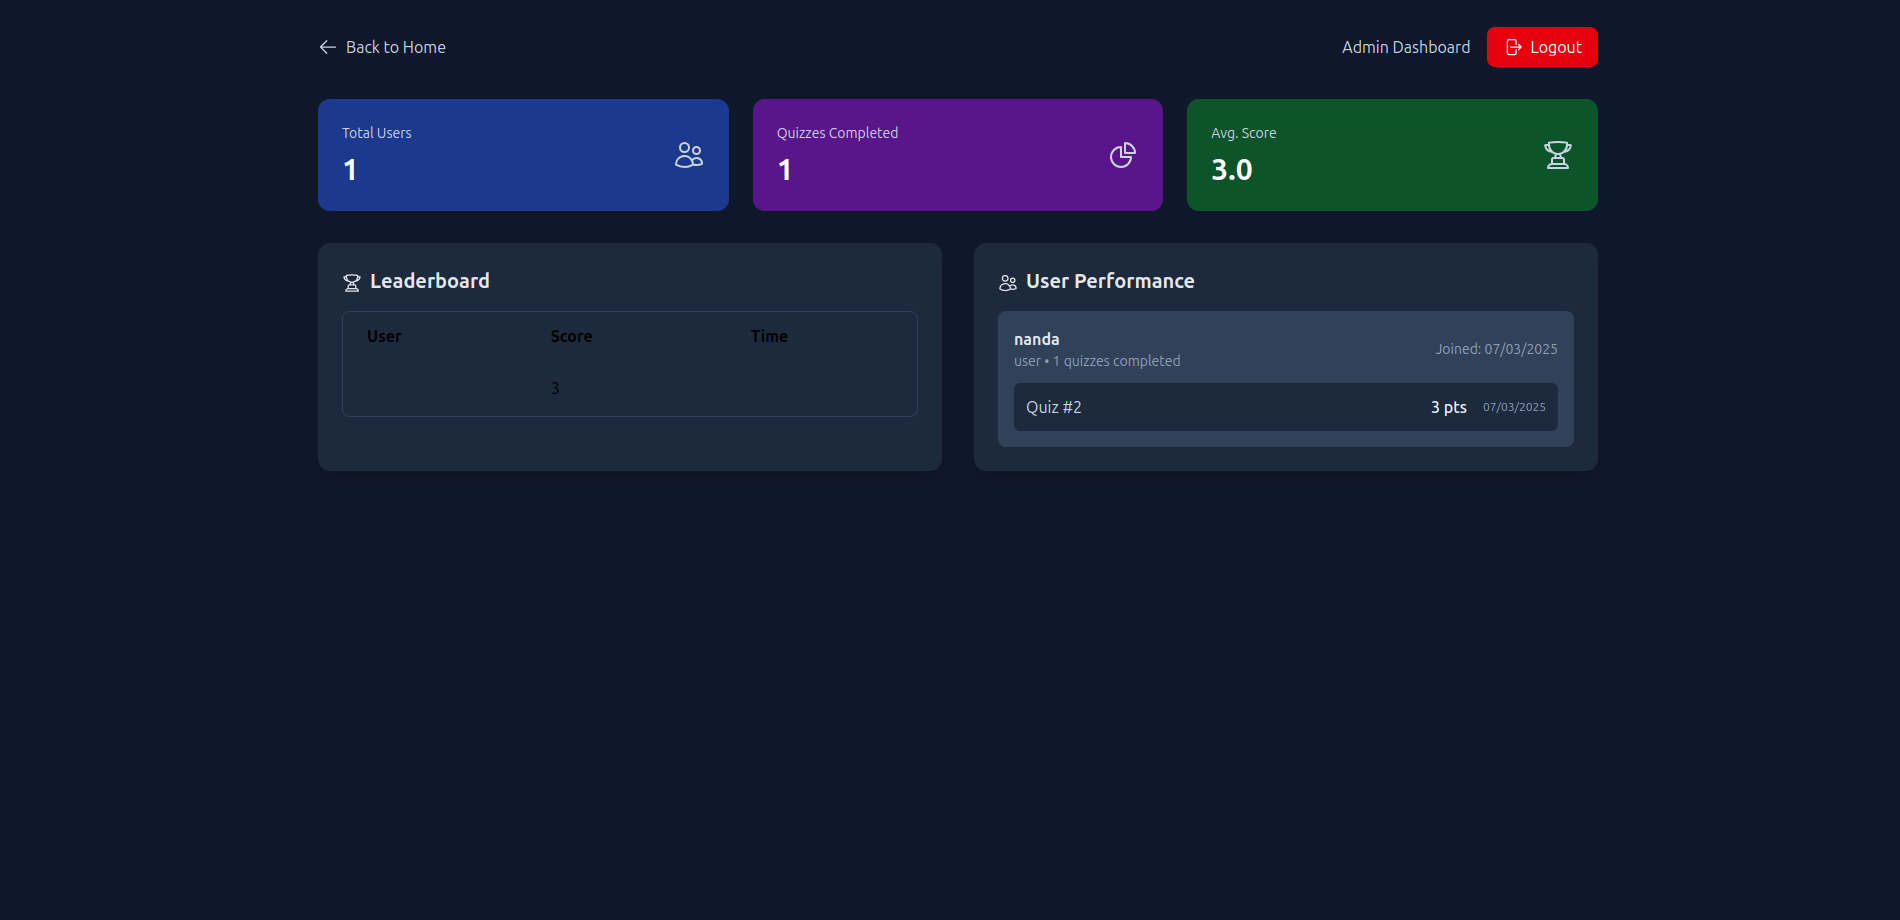 Back to Home
Admin Dashboard
Logout
Total Users
1
Quizzes Completed
1
Avg. Score
3.0
Leaderboard
User Score Time
3
User Performance
nanda
user • 1 quizzes completed
Joined: 07/03/2025
Quiz #2 3 pts 07/03/2025